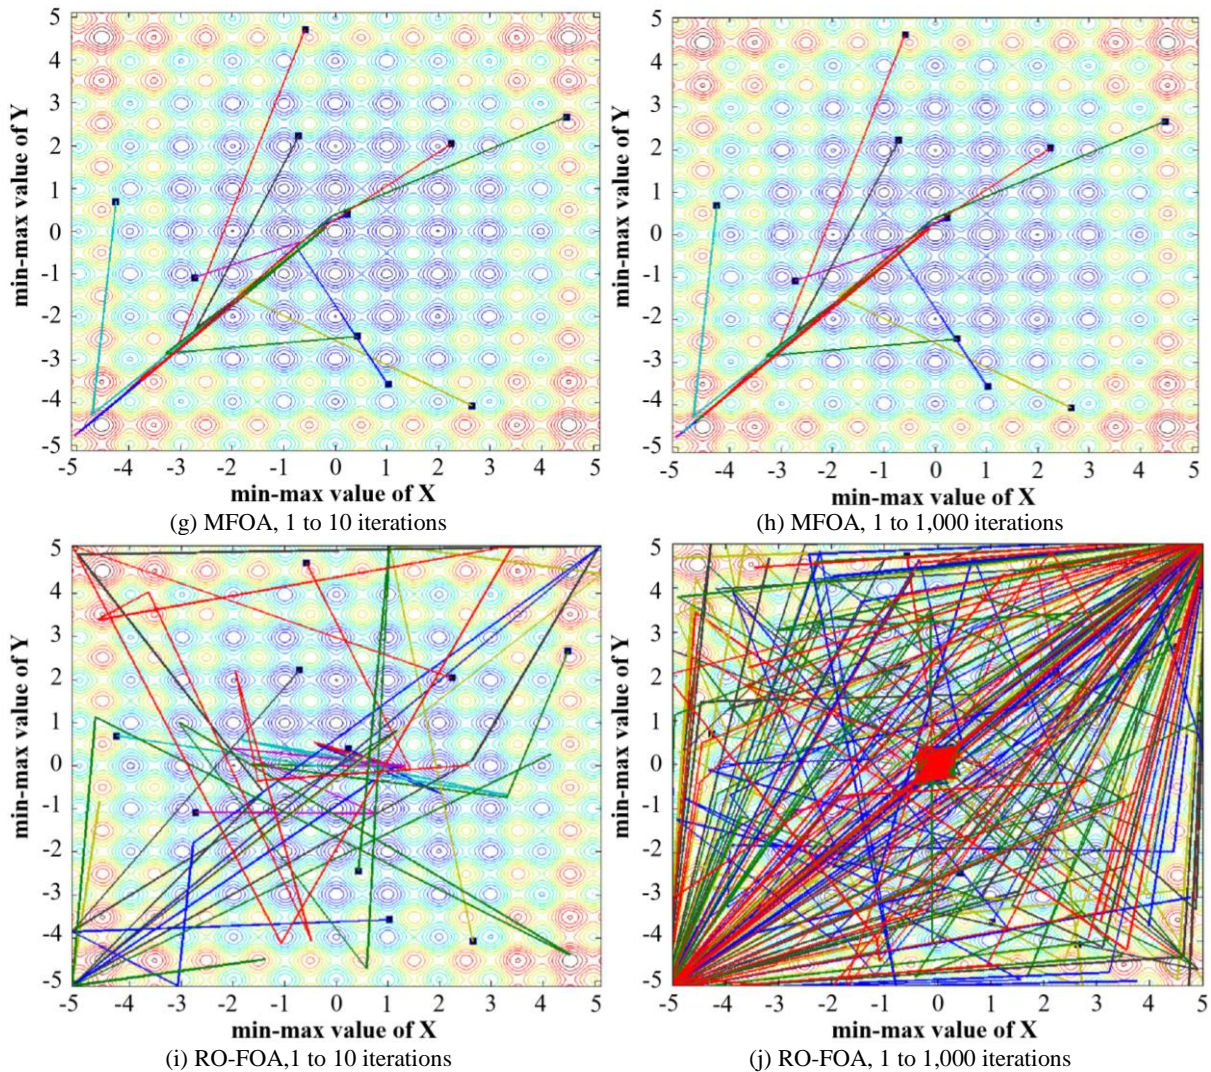 5
4
3
2
1
0
-1
-2
-3
-4
-5
min-max value of Y
-5 -4 -3 -2 -1 0 1 2 3 4 5
min-max value of X
(g) MFOA, 1 to 10 iterations
5
4
3
2
1
0
-1
-2
-3
-4
-5
min-max value of Y
-5 -4 -3 -2 -1 0 1 2 3 4 5
min-max value of X
(h) MFOA, 1 to 1,000 iterations
5
4
3
2
1
0
-1
-2
-3
-4
-5
min-max value of Y
-5 -4 -3 -2 -1 0 1 2 3 4 5
min-max value of X
(i) RO-FOA,1 to 10 iterations
5
4
3
2
1
0
-1
-2
-3
-4
-5
min-max value of Y
-5 -4 -3 -2 -1 0 1 2 3 4 5
min-max value of X
(j) RO-FOA, 1 to 1,000 iterations